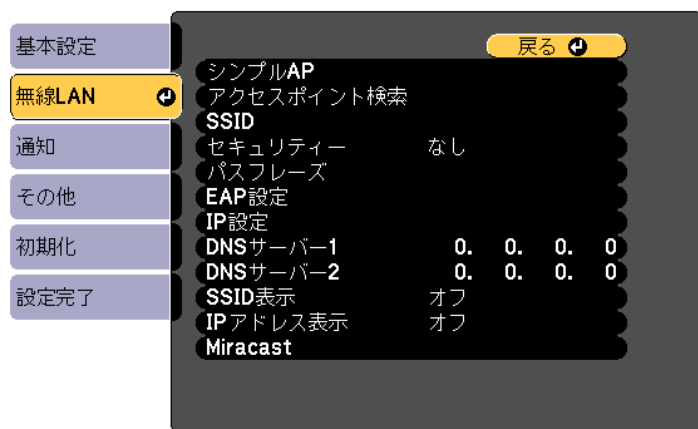 基本設定
無線LAN
通知
その他
初期化
設定完了
戻る
シンプルAP
アクセスポイント検索
SSID
セキュリティー なし
パスフレーズ
EAP設定
IP設定
DNSサーバー1 0. 0. 0. 0
DNSサーバー2 0. 0. 0. 0
SSID表示 オフ
IPアドレス表示 オフ
Miracast